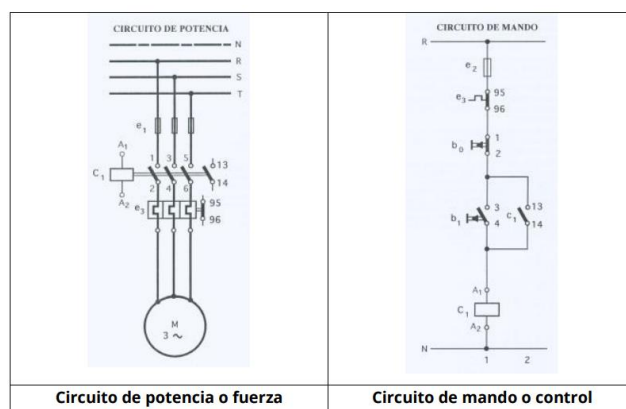 CIRCUITO DE POTENCIA
N
R
S
T
e1
A1
1 3 5 13
C1
2 4 6 14
A2
e3
95
96
M
3 ~
Circuito de potencia o fuerza
CIRCUITO DE MANDO
R
e2
e3
95
96
b0
1
2
3 13
b1 c1
4 14
A1
C1
A2
N
1 2
Circuito de mando o control